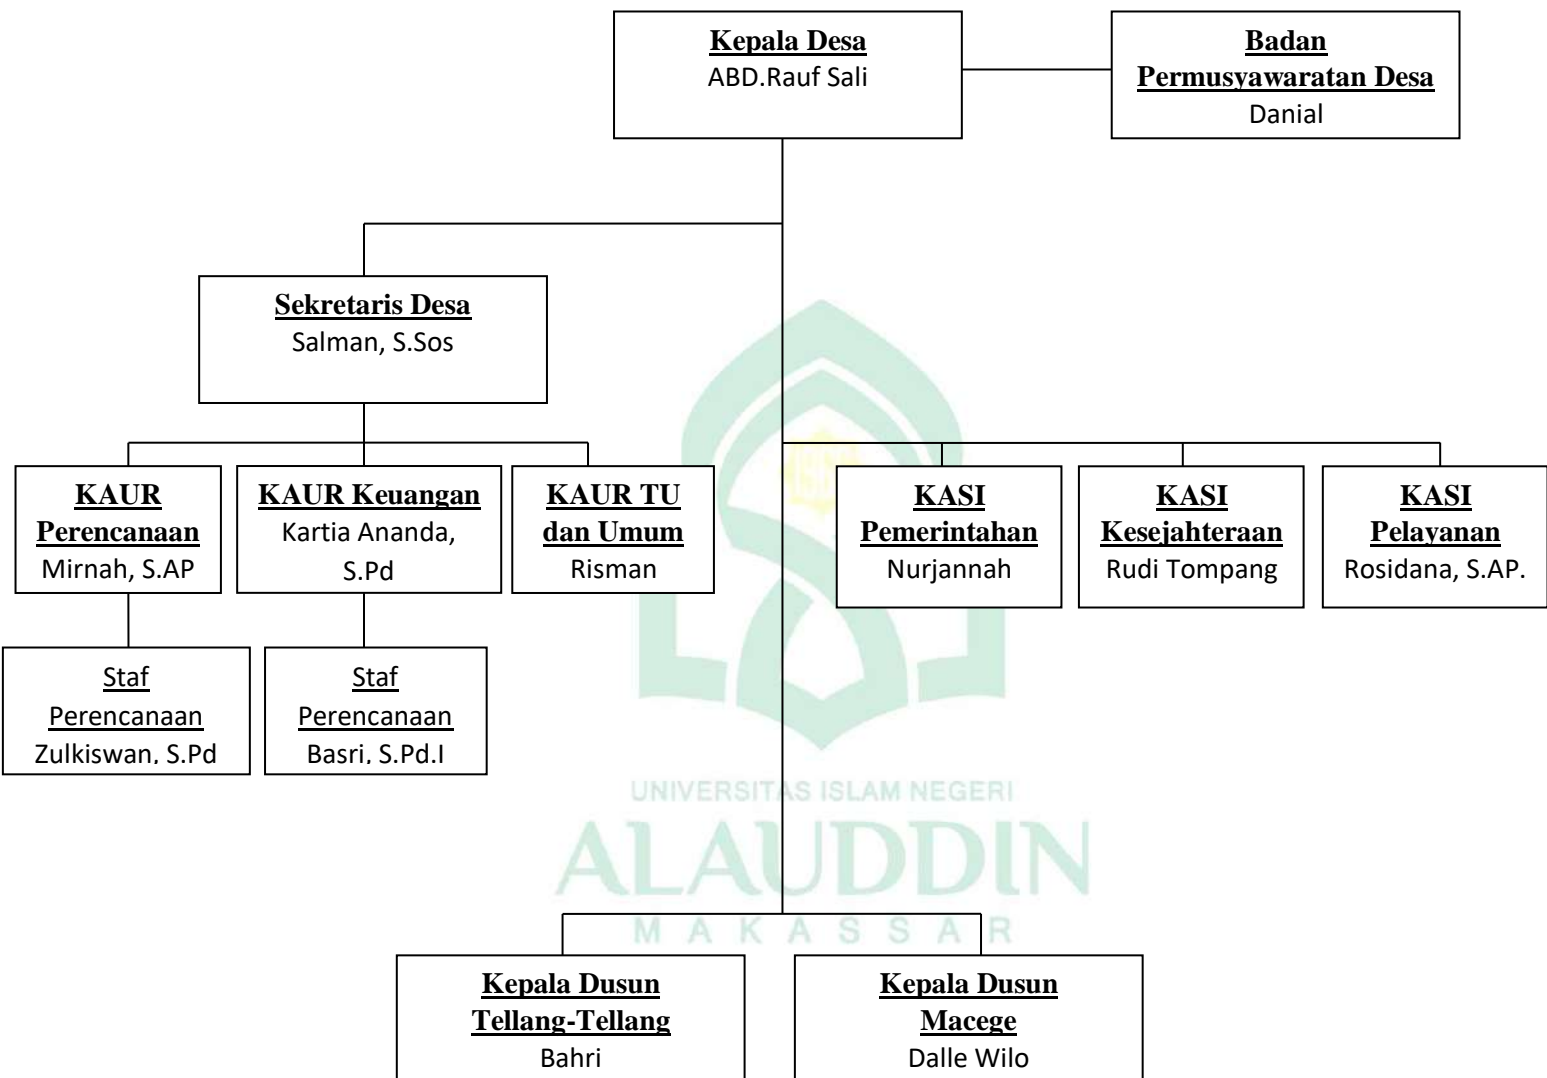 Kepala Desa
ABD.Rauf Sali
Badan
Permusyawaratan Desa
Danial
Sekretaris Desa
Salman, S.Sos
KAUR
Perencanaan
Mirnah, S.AP
KAUR Keuangan
Kartia Ananda,
S.Pd
KAUR TU
dan Umum
Risman
KASI
Pemerintahan
Nurjannah
KASI
Kesejahteraan
Rudi Tompang
KASI
Pelayanan
Rosidana, S.AP.
Staf
Perencanaan
Zulkiswan, S.Pd
Staf
Perencanaan
Basri, S.Pd.I
UNIVERSITAS ISLAM NEGERI
ALAUDDIN
MAKASSAR
Kepala Dusun
Tellang-Tellang
Bahri
Kepala Dusun
Macege
Dalle Wilo